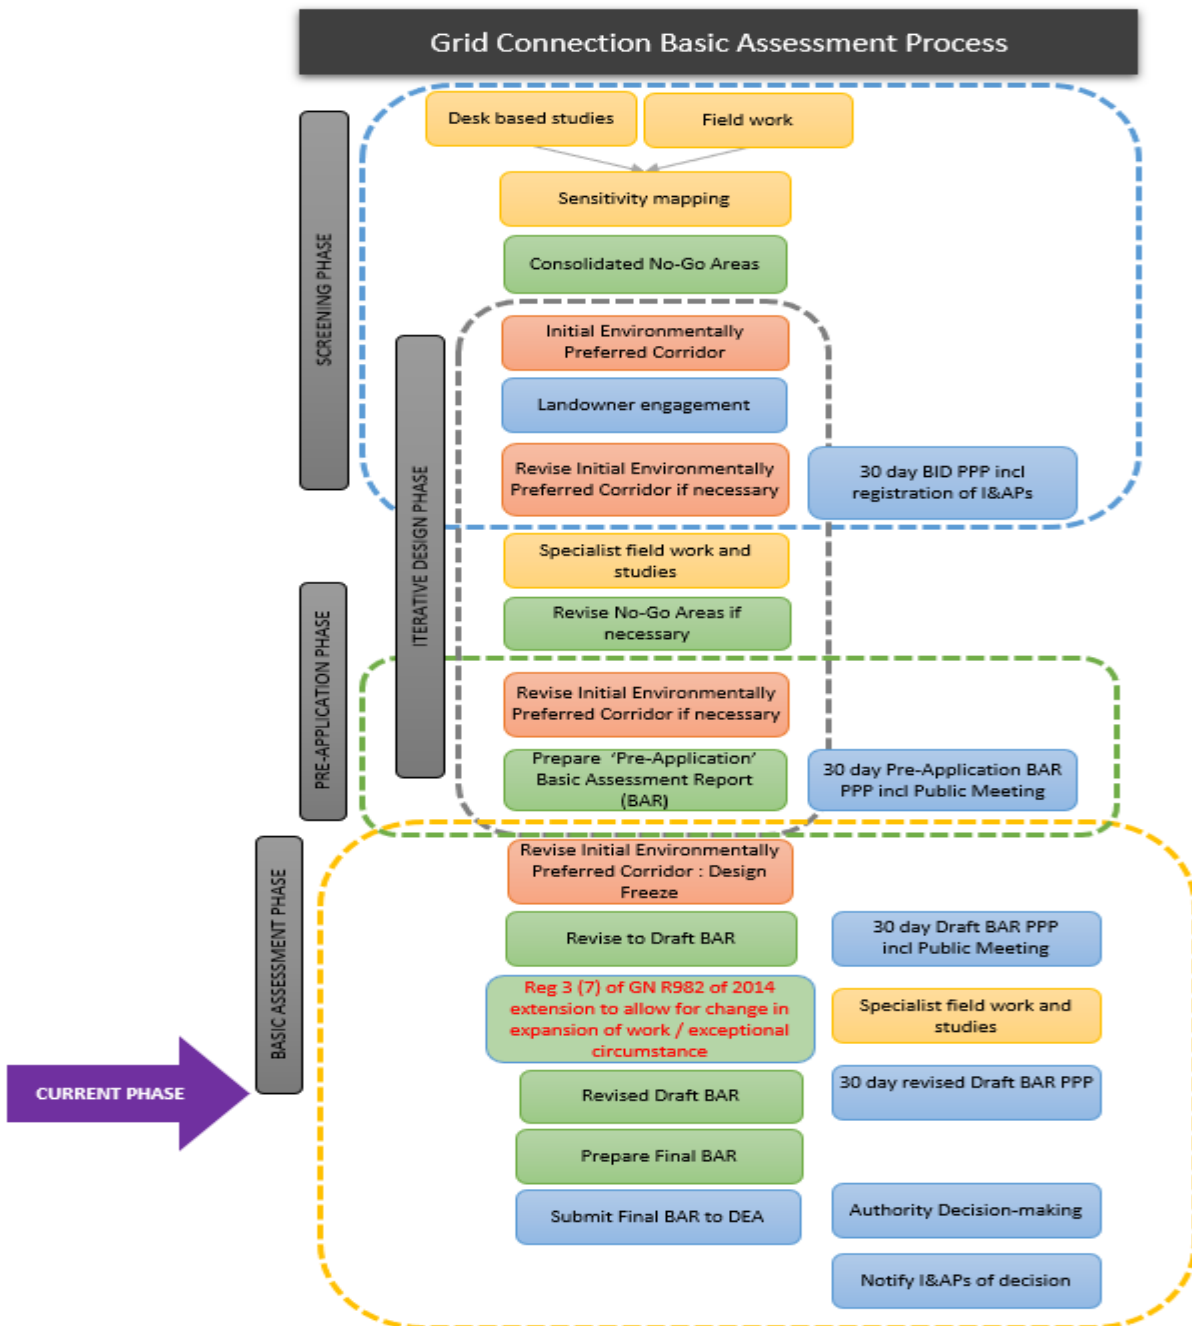 Grid Connection Basic Assessment Process
Desk based studies
Field work
Sensitivity mapping
Consolidated No-Go Areas
SCREENING PHASE
Initial Environmentally
Preferred Corridor
Landowner engagement
Revise Initial Environmentally
Preferred Corridor if necessary
30 day BID PPP incl
registration of I&APs
ITERATIVE DESIGN PHASE
Specialist field work and
studies
Revise No-Go Areas if
necessary
PRE-APPLICATION PHASE
Revise Initial Environmentally
Preferred Corridor if necessary
Prepare ‘Pre-Application’
Basic Assessment Report
(BAR)
30 day Pre-Application BAR
PPP incl Public Meeting
BASIC ASSESSMENT PHASE
Revise Initial Environmentally
Preferred Corridor : Design
Freeze
Revise to Draft BAR
30 day Draft BAR PPP
incl Public Meeting
Reg 3 (7) of GN R982 of 2014
extension to allow for change in
expansion of work / exceptional
circumstance
Specialist field work and
studies
CURRENT PHASE
Revised Draft BAR
30 day revised Draft BAR PPP
Prepare Final BAR
Submit Final BAR to DEA
Authority Decision-making
Notify I&APs of decision